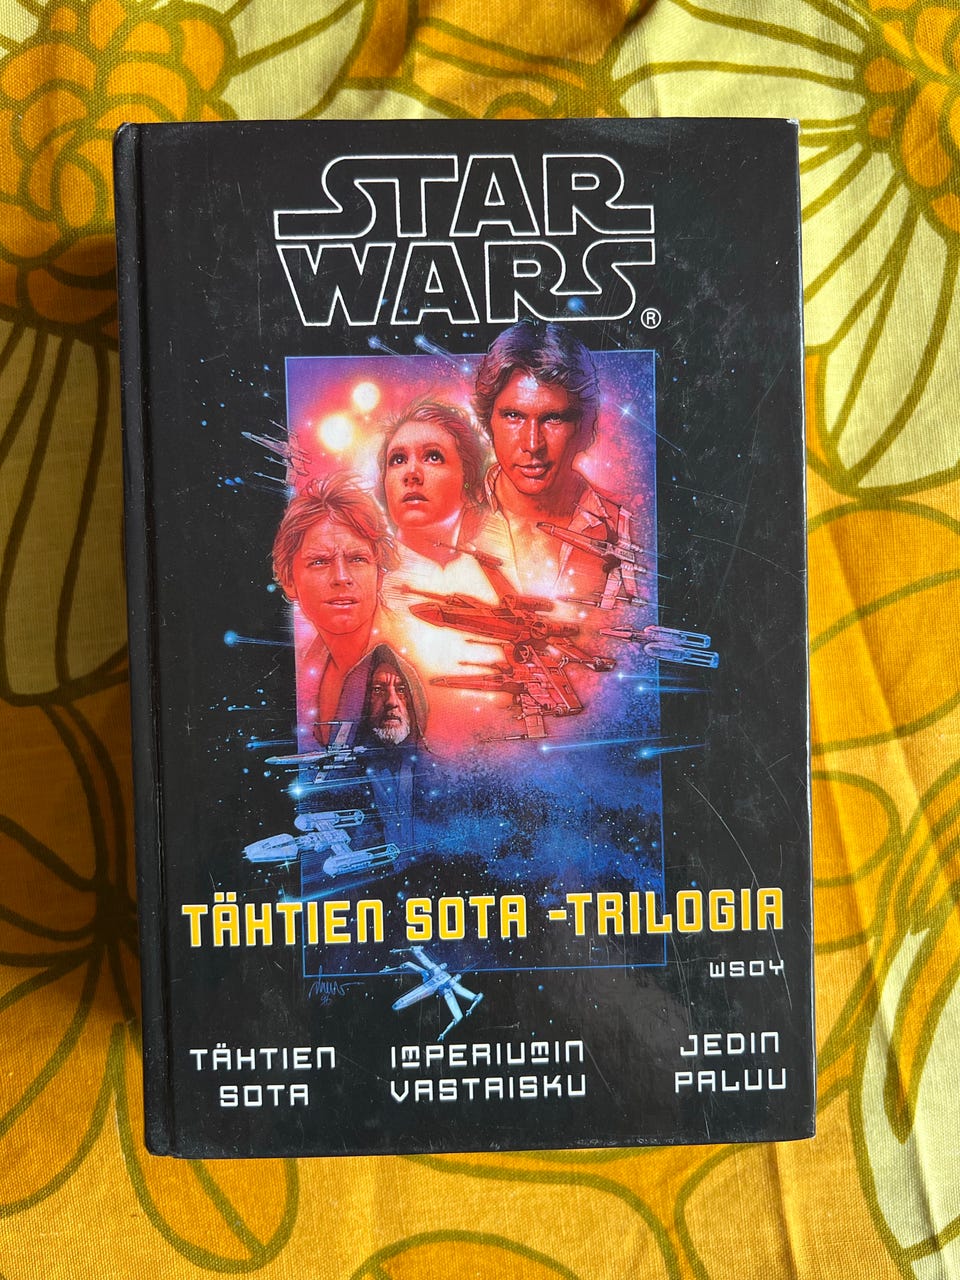 STAR
WARS®
TÄHTIEN SOTA -TRILOGIA
WSOY
TÄHTIEN
SOTA
IMPERIUMIN
VASTAISKU
JEDIN
PALUU